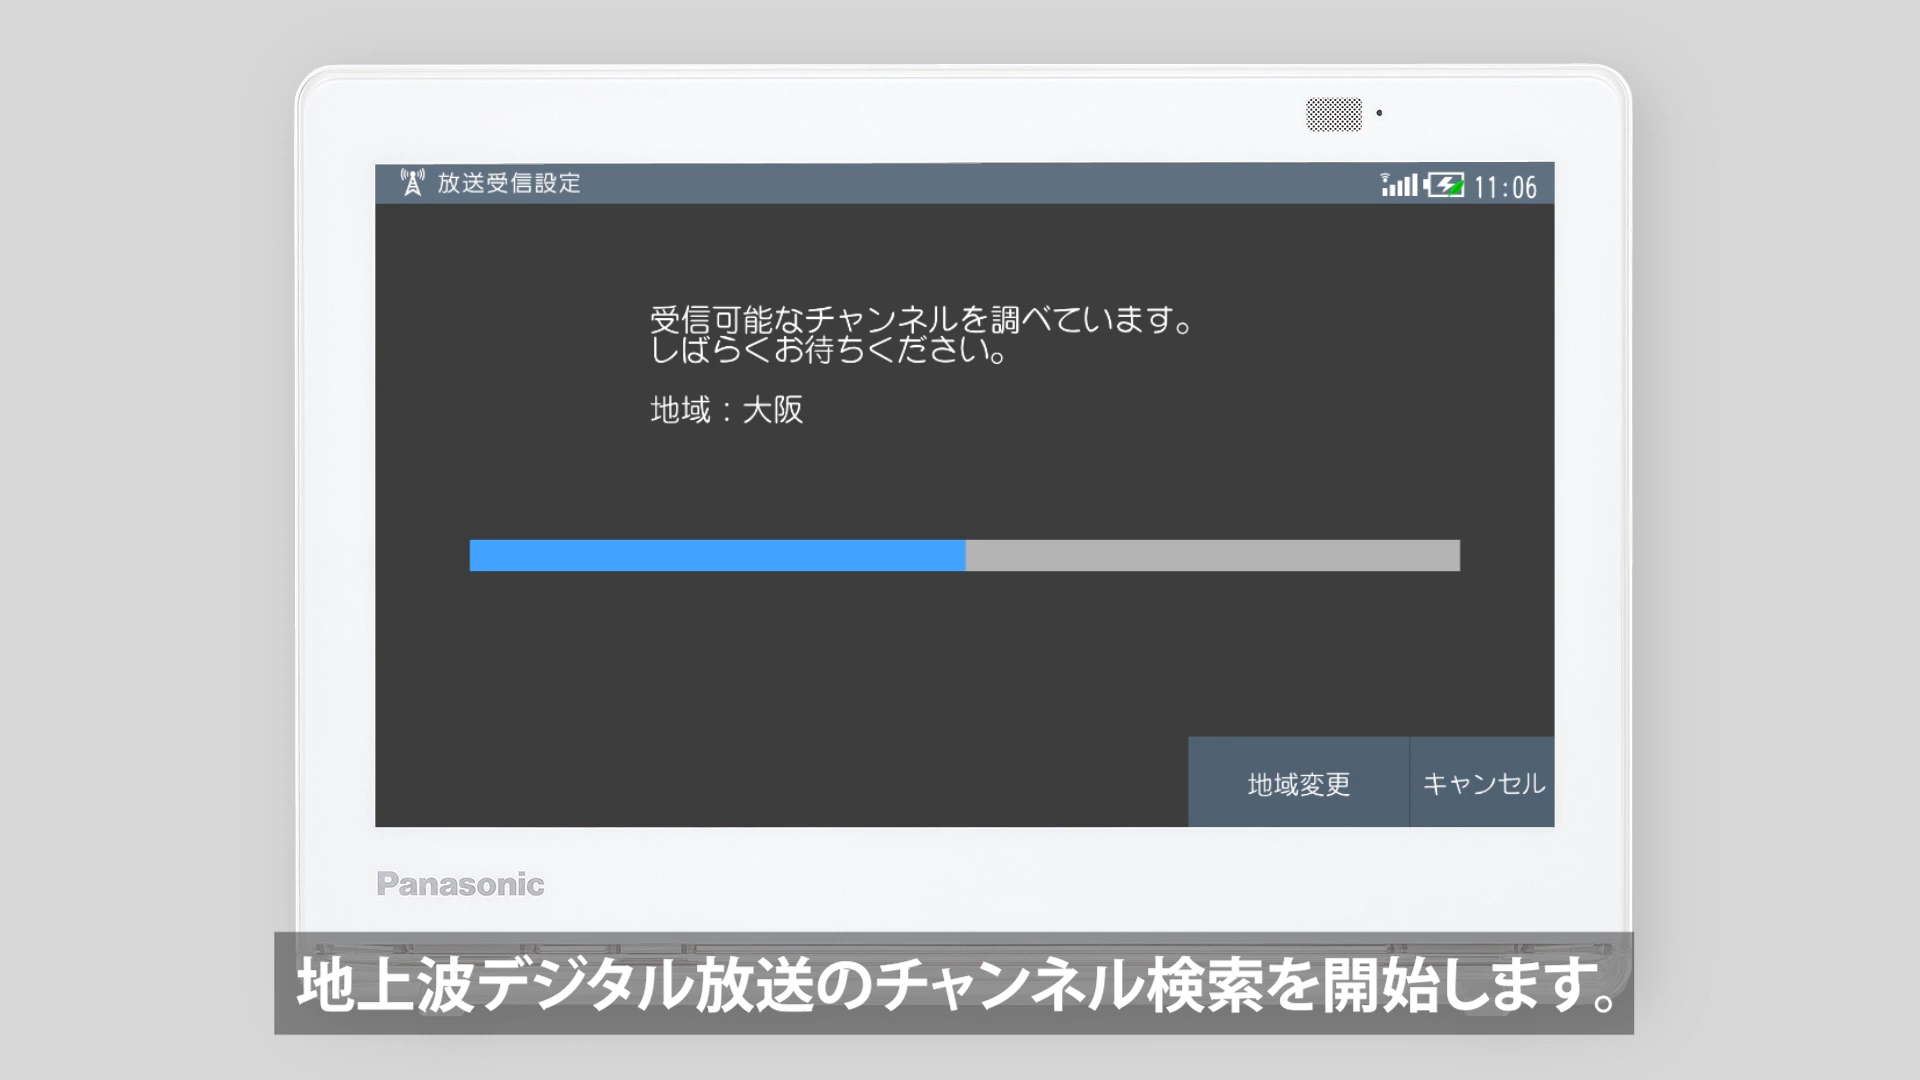 放送受信設定
11:06
受信可能なチャンネルを調べています。
しばらくお待ちください。
地域：大阪
地域変更
キャンセル
Panasonic
地上波デジタル放送のチャンネル検索を開始します。